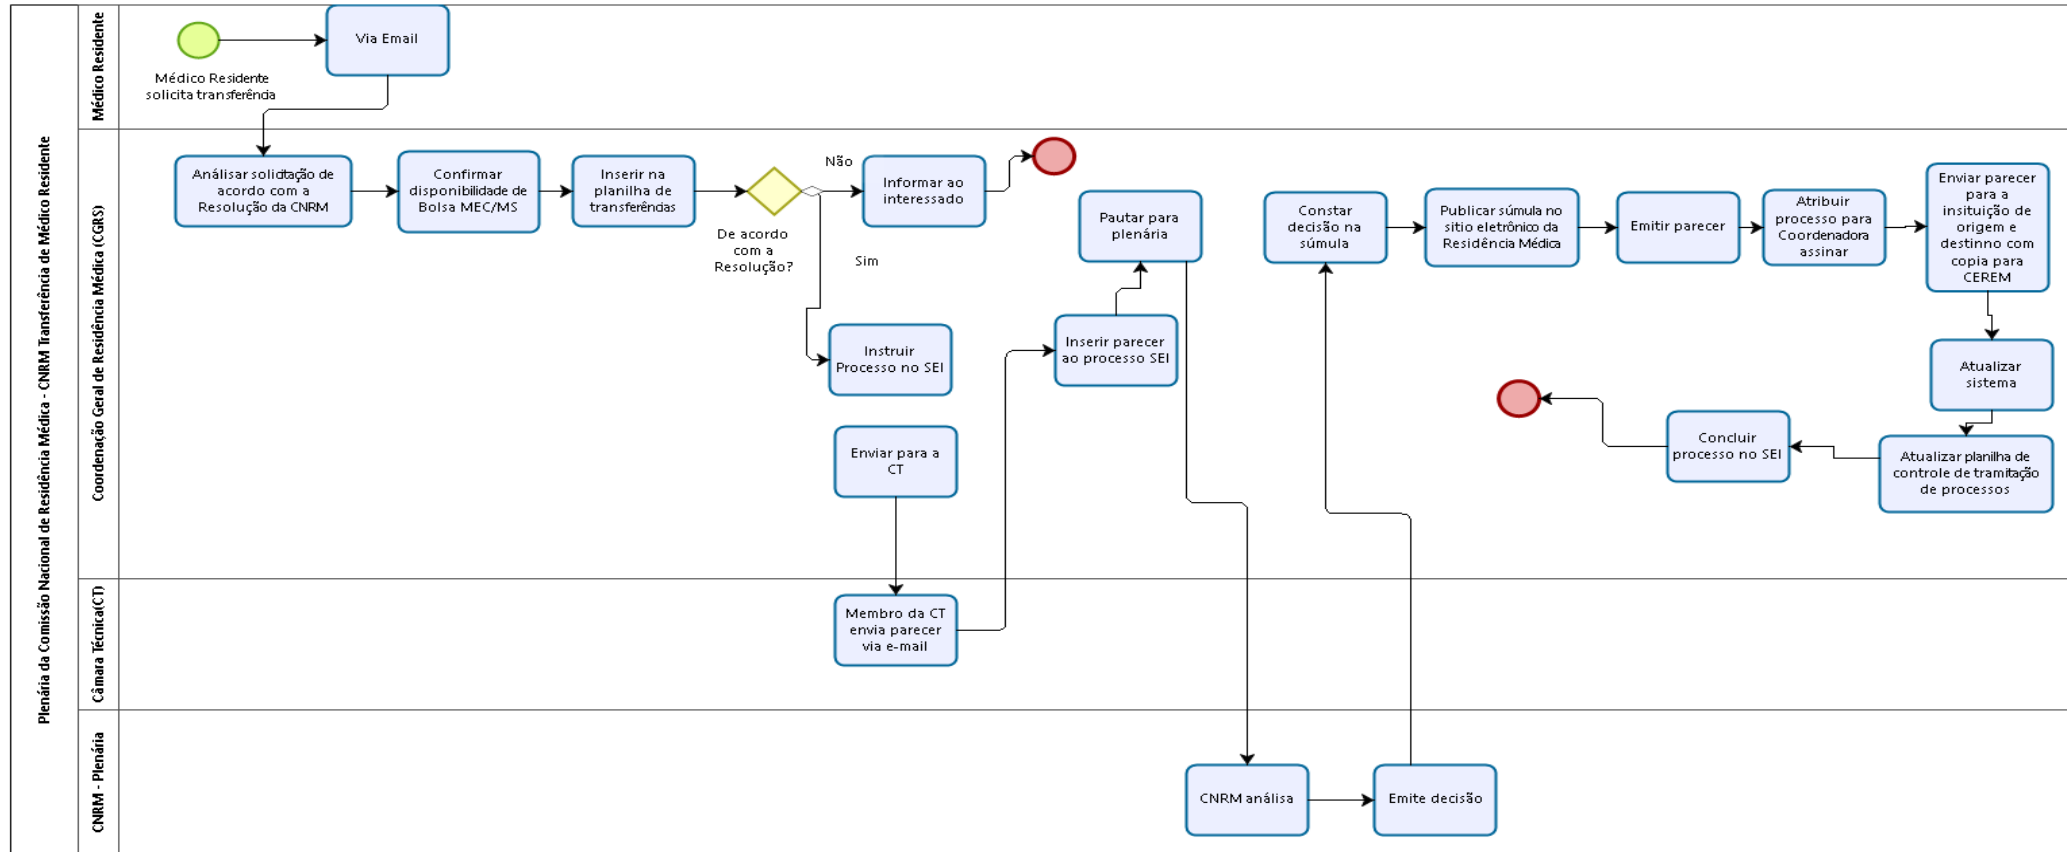 Plenária da Comissão Nacional de Residência Médica - CNRM Transferência de Médico Residente
Médico Residente
Médico Residente
solicita transferência
Via Email
Coordenação Geral de Residência Médica (CGRS)
Análisar solicitação de
acordo com a
Resolução da CNRM
Confirmar
disponibilidade de
Bolsa MEC/MS
Inserir na
planilha de
transferências
De acordo
com a
Resolução?
Não
Informar ao
interessado
Sim
Instruir
Processo no SEI
Enviar para a
CT
Inserir parecer
ao processo SEI
Pautar para
plenária
Constar
decisão na
súmula
Publicar súmula no
sitio eletrônico da
Residência Médica
Emitir parecer
Atribuir
processo para
Coordenadora
assinar
Enviar parecer
para a
insituição de
origem e
destinno com
copia para
CEREM
Atualizar
sistema
Atualizar planilha de
controle de tramitação
de processos
Concluir
processo no SEI
Câmara Técnica(CT)
Membro da CT
envia parecer
via e-mail
CNRM - Plenária
CNRM análisa
Emite decisão